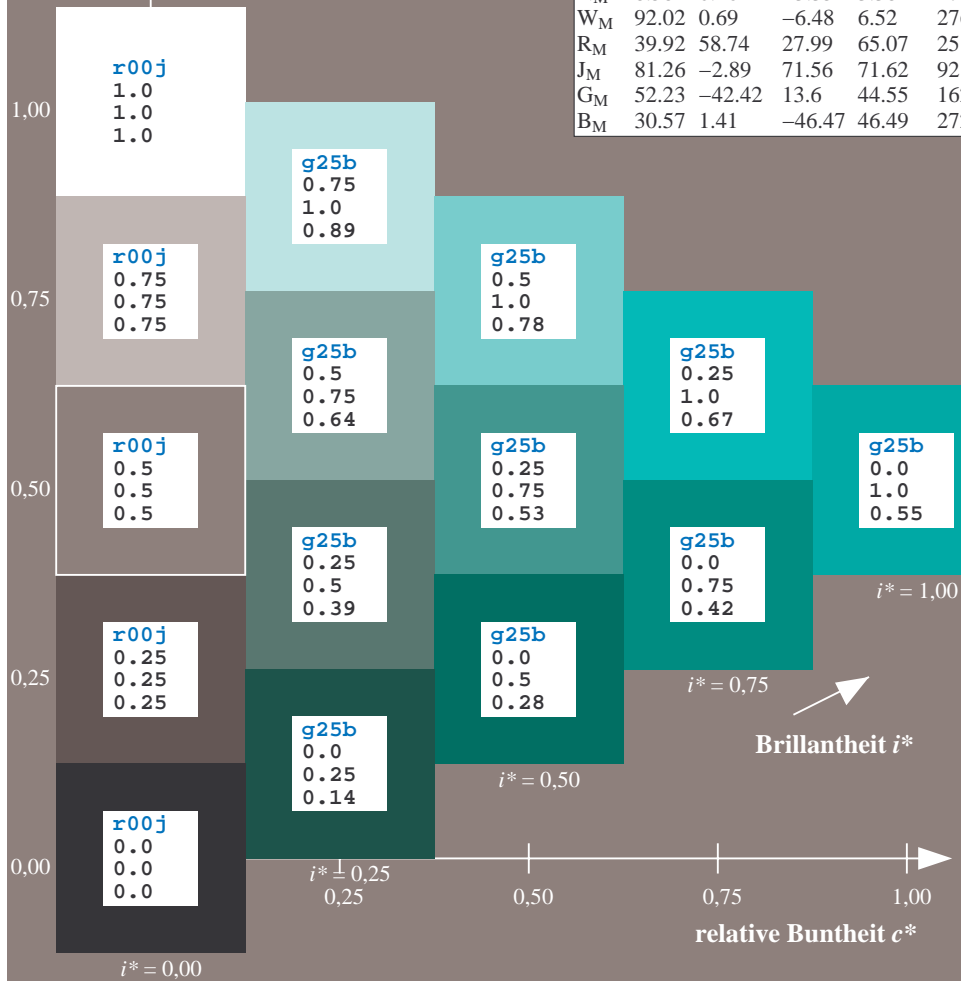 W_M 92.02 0.69 −6.48 6.52
R_M 39.92 58.74 27.99 65.07
J_M 81.26 −2.89 71.56 71.62
G_M 52.23 −42.42 13.6 44.55
B_M 30.57 1.41 −46.47 46.49
1,00
r00j
1.0
1.0
1.0
g25b
0.75
1.0
0.89
0,75
r00j
0.75
0.75
0.75
g25b
0.5
1.0
0.78
g25b
0.5
0.75
0.64
g25b
0.25
1.0
0.67
0,50
r00j
0.5
0.5
0.5
g25b
0.25
0.75
0.53
g25b
0.0
1.0
0.55
g25b
0.25
0.5
0.39
g25b
0.0
0.75
0.42
i* = 1,00
0,25
r00j
0.25
0.25
0.25
g25b
0.0
0.5
0.28
i* = 0,75
g25b
0.0
0.25
0.14
Brillantheit i*
i* = 0,50
0,00
r00j
0.0
0.0
0.0
i* = 0,25
0,25 0,50 0,75 1,00
relative Buntheit c*
i* = 0,00